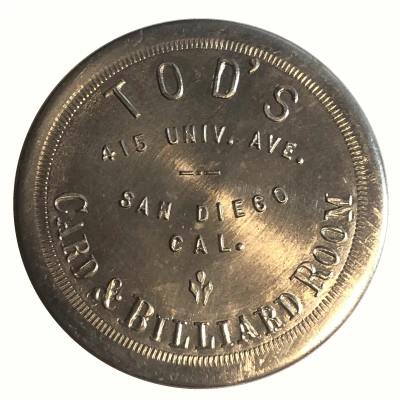 TOD'S
415 UNIV. AVE.
SAN DIEGO
CAL.
CARD & BILLIARD ROOM